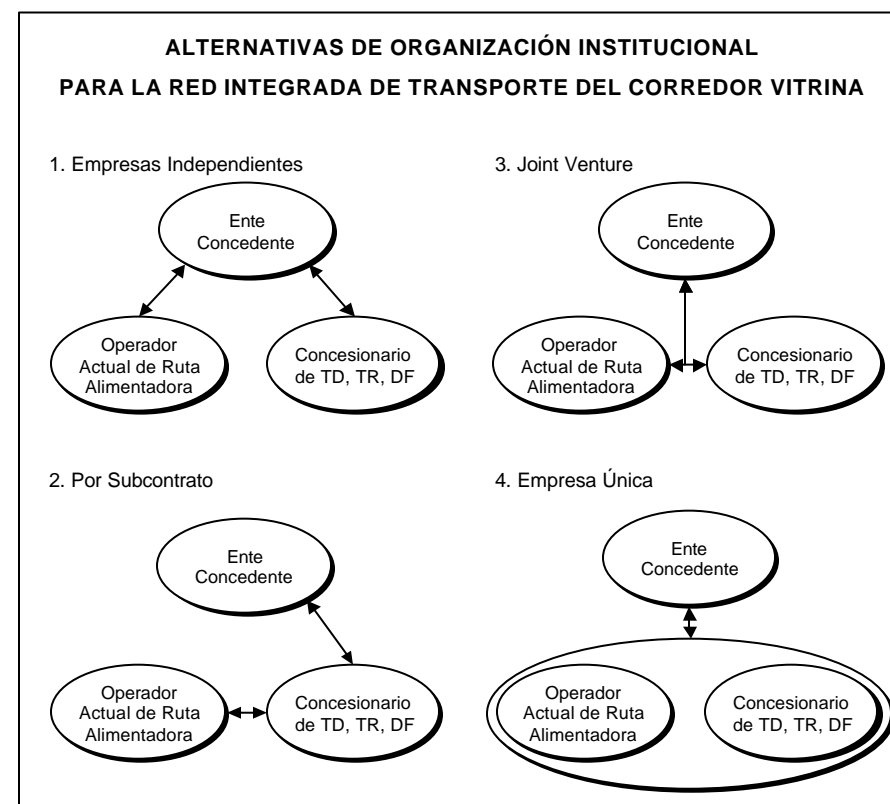 ALTERNATIVAS DE ORGANIZACIÓN INSTITUCIONAL
PARA LA RED INTEGRADA DE TRANSPORTE DEL CORREDOR VITRINA
1. Empresas Independientes
Ente
Concedente
Operador
Actual de Ruta
Alimentadora
Concesionario
de TD, TR, DF
3. Joint Venture
Ente
Concedente
Operador
Actual de Ruta
Alimentadora
Concesionario
de TD, TR, DF
2. Por Subcontrato
Ente
Concedente
Operador
Actual de Ruta
Alimentadora
Concesionario
de TD, TR, DF
4. Empresa Única
Ente
Concedente
Operador
Actual de Ruta
Alimentadora
Concesionario
de TD, TR, DF